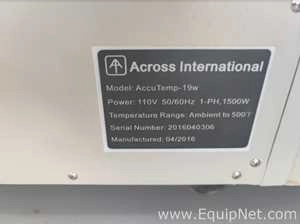 Across International
Model: AccuTemp-19w
Power: 110V 50/60Hz 1-PH,1500W
Temperature Range: Ambient to 500
Serial Number: 2016040306
Manufactured: 04/2016
www.EquipNet.com